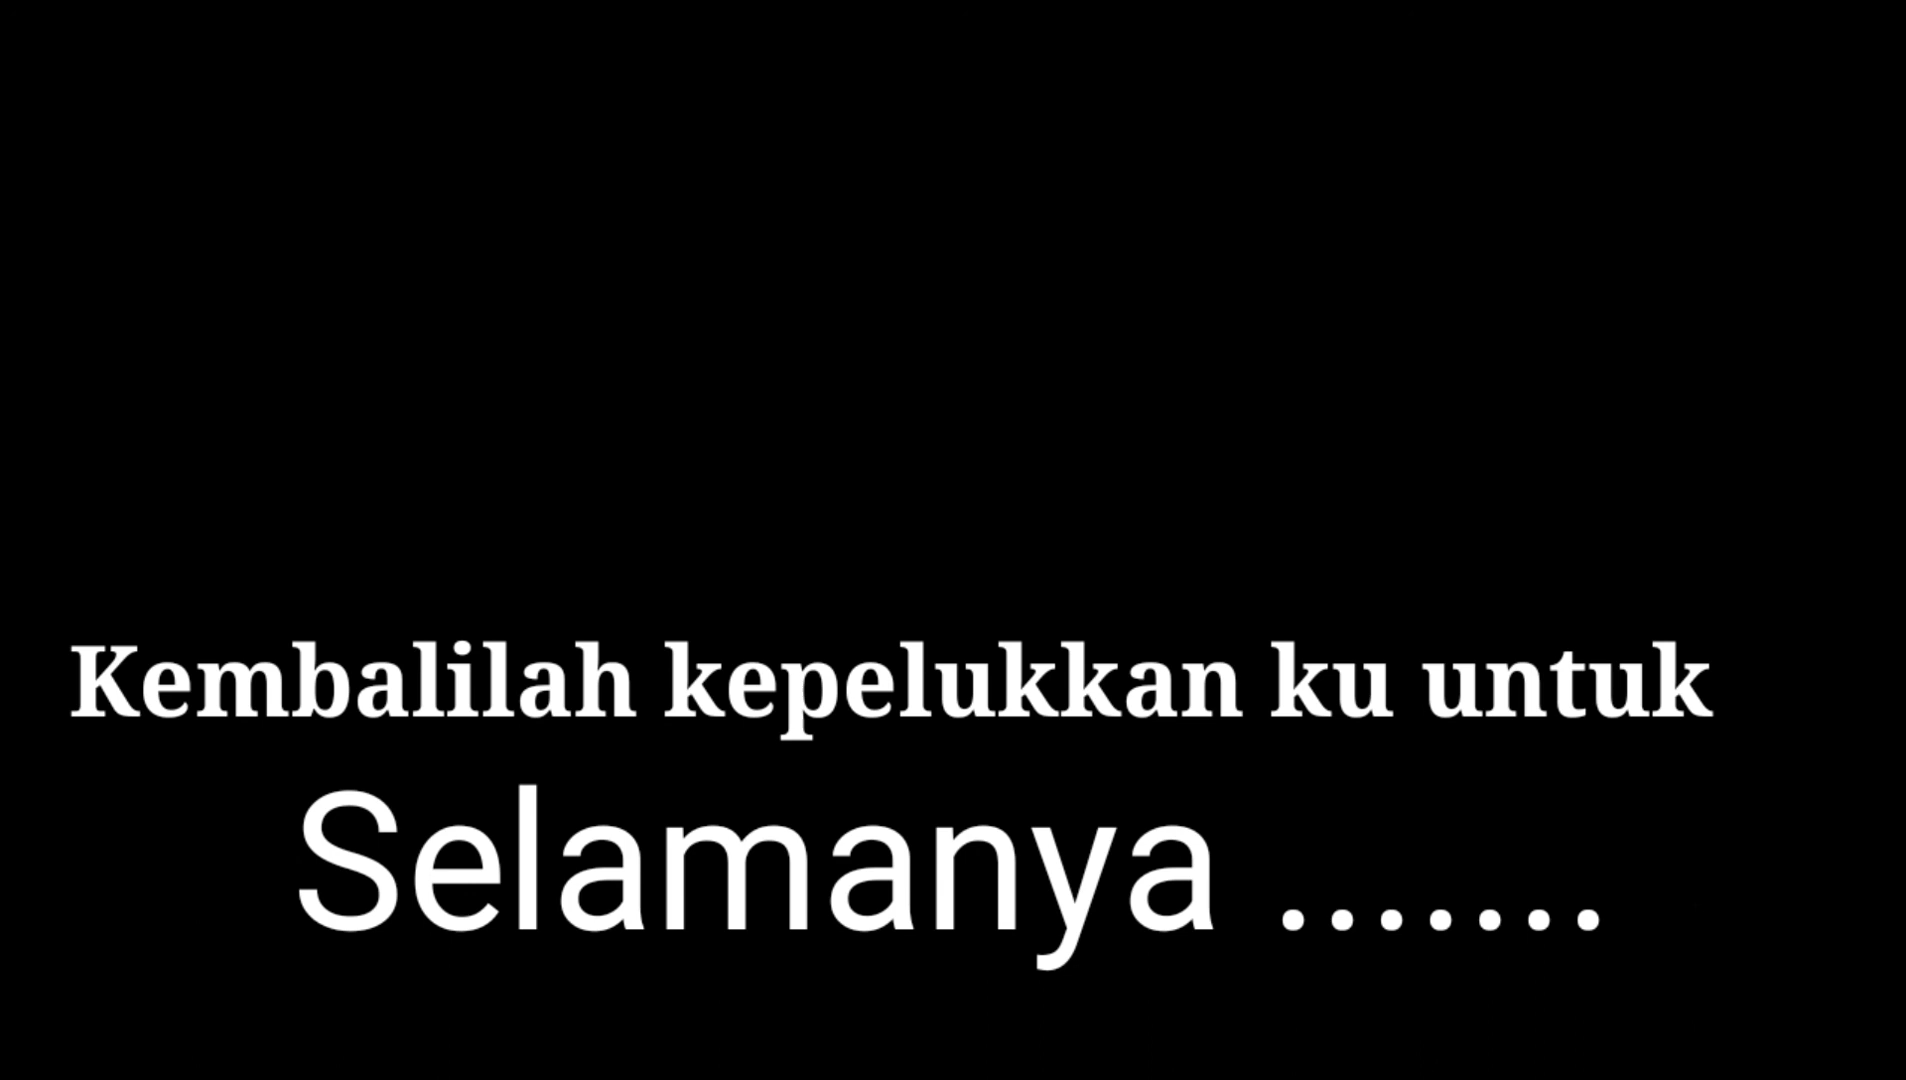 Kembalilah kepelukkan ku untuk
Selamanya .......